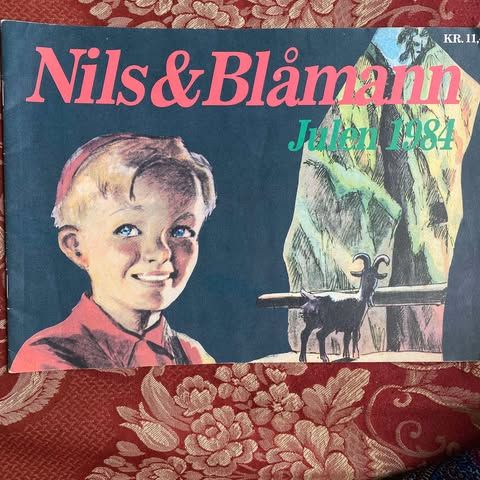 KR. 11,-
Nils & Blåmann
Julen 1984